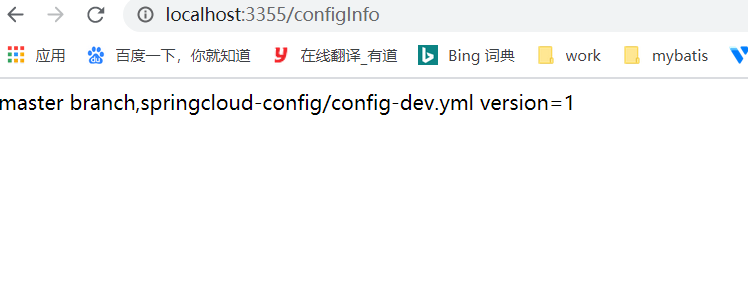 localhost:3355/configInfo
应用 百度一下，你就知道 在线翻译_有道 Bing 词典 work mybatis
master branch,springcloud-config/config-dev.yml version=1